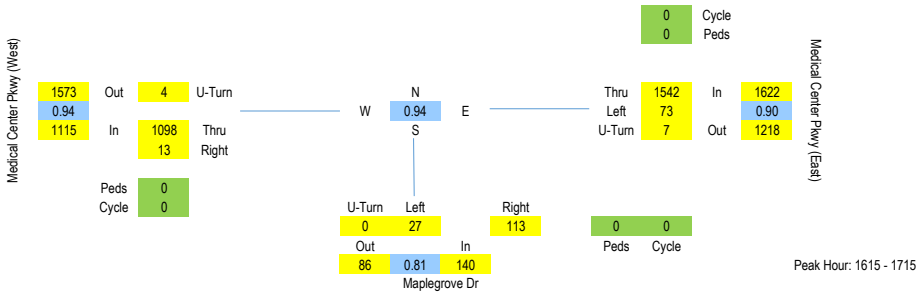 0 Cycle
0 Peds
Medical Center Pkwy (West)
1573 Out 4 U-Turn
0.94
1115 In 1098 Thru
13 Right
Peds 0
Cycle 0
N
W 0.94 E
S
Thru 1542 In 1622
Left 73 0.90
U-Turn 7 Out 1218
Medical Center Pkwy (East)
U-Turn Left Right
0 27 113
Out In
86 0.81 140
Maplegrove Dr
0 0
Peds Cycle
Peak Hour: 1615 - 1715